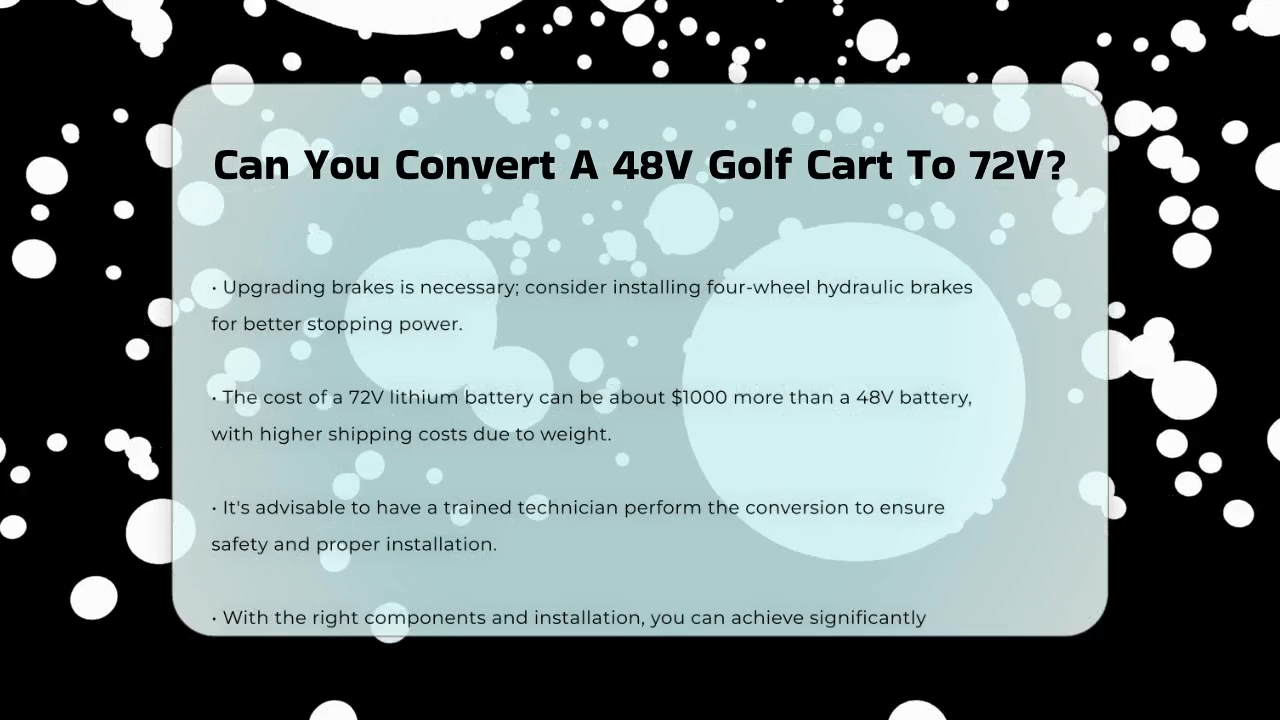 Can You Convert A 48V Golf Cart To 72V?
• Upgrading brakes is necessary; consider installing four-wheel hydraulic brakes
for better stopping power.
• The cost of a 72V lithium battery can be about $1000 more than a 48V battery,
with higher shipping costs due to weight.
• It's advisable to have a trained technician perform the conversion to ensure
safety and proper installation.
• With the right components and installation, you can achieve significantly